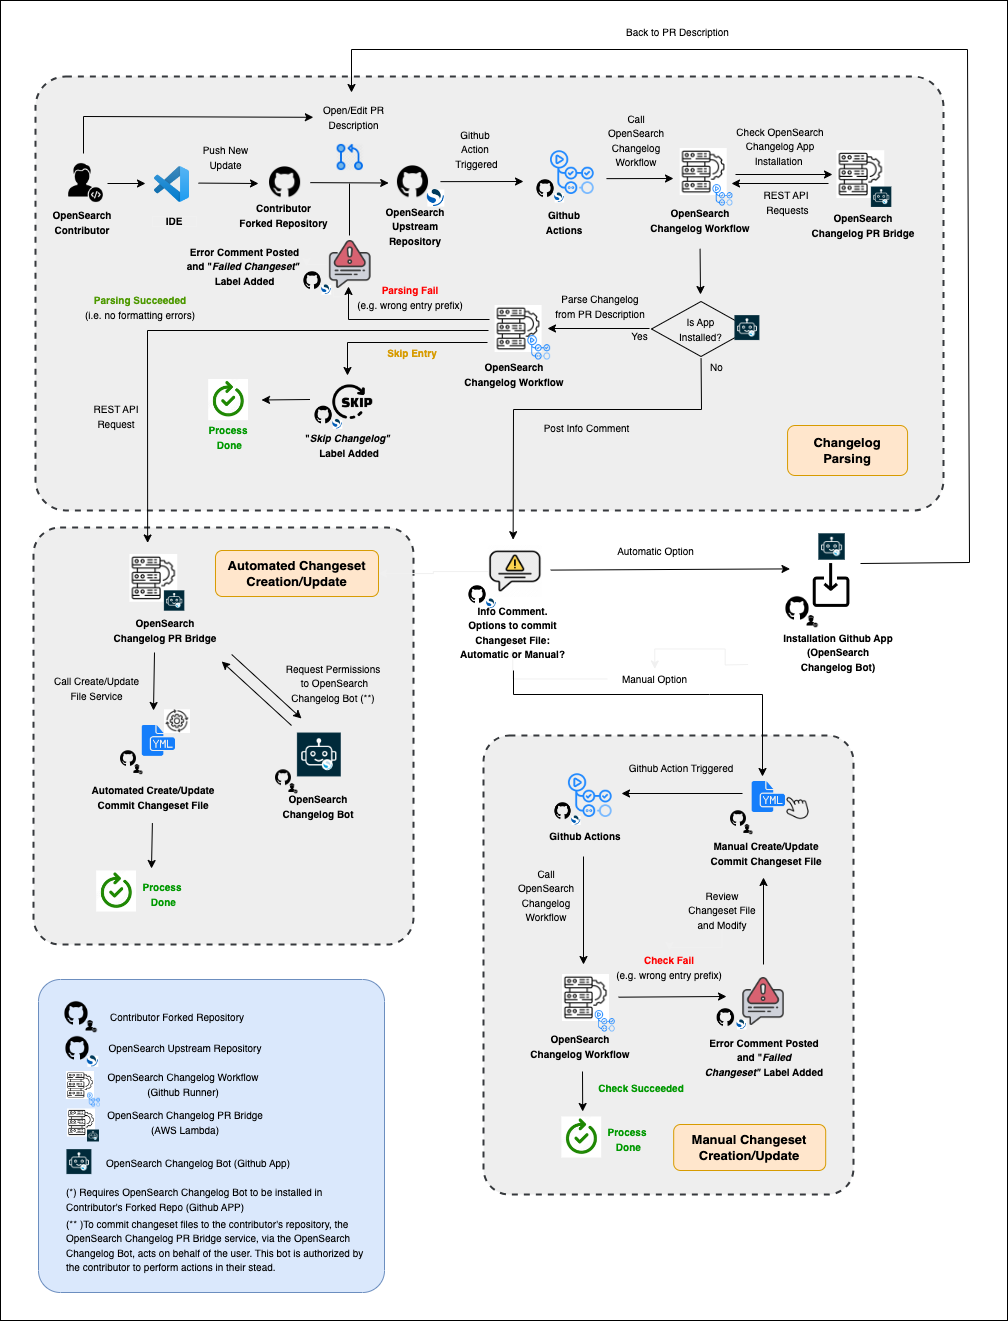 Back to PR Description
Open/Edit PR
Description
Push New
Update
Github
Action
Triggered
Call
OpenSearch
Changelog
Workflow
Check OpenSearch
Changelog App
Installation
REST API
Requests
OpenSearch
Contributor
IDE
Contributor
Forked Repository
OpenSearch
Upstream
Repository
Github
Actions
OpenSearch
Changelog Workflow
OpenSearch
Changelog PR Bridge
Error Comment Posted
and "Failed Changeset"
Label Added
Parsing Fail
(e.g. wrong entry prefix)
Parsing Succeeded
(i.e. no formatting errors)
Parse Changelog
from PR Description
Is App
Installed?
Yes
No
Skip Entry
OpenSearch
Changelog Workflow
SKIP
"Skip Changelog"
Label Added
Process
Done
REST API
Request
Post Info Comment
Changelog
Parsing
Automated Changeset
Creation/Update
OpenSearch
Changelog PR Bridge
Call Create/Update
File Service
Request Permissions
to OpenSearch
Changelog Bot (**)
YML
Automated Create/Update
Commit Changeset File
OpenSearch
Changelog Bot
Process
Done
Automatic Option
Info Comment.
Options to commit
Changeset File:
Automatic or Manual?
Installation Github App
(OpenSearch
Changelog Bot)
Manual Option
Github Action Triggered
Github Actions
YML
Manual Create/Update
Commit Changeset File
Call
OpenSearch
Changelog
Workflow
Review
Changeset File
and Modify
Check Fail
(e.g. wrong entry prefix)
OpenSearch
Changelog Workflow
Error Comment Posted
and "Failed
Changeset" Label Added
Check Succeeded
Process
Done
Manual Changeset
Creation/Update
Contributor Forked Repository
OpenSearch Upstream Repository
OpenSearch Changelog Workflow
(Github Runner)
OpenSearch Changelog PR Bridge
(AWS Lambda)
OpenSearch Changelog Bot (Github App)
(*) Requires OpenSearch Changelog Bot to be installed in
Contributor's Forked Repo (Github APP)
(** )To commit changeset files to the contributor's repository, the
OpenSearch Changelog PR Bridge service, via the OpenSearch
Changelog Bot, acts on behalf of the user. This bot is authorized by
the contributor to perform actions in their stead.